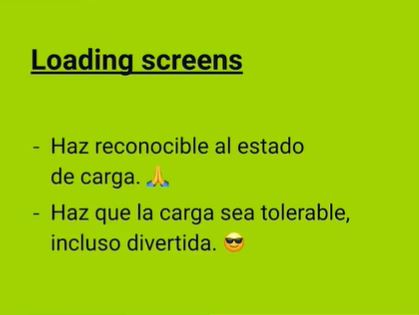 Loading screens
- Haz reconocible al estado
de carga. 🙏
- Haz que la carga sea tolerable,
incluso divertida. 😎